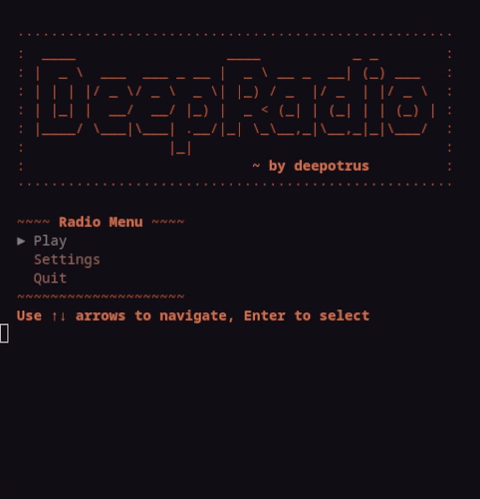 DeepRadio
~ by deepotrus
~~~~ Radio Menu ~~~~
▶ Play
Settings
Quit
~~~~~~~~~~~~~~~~~~~~
Use ↑↓ arrows to navigate, Enter to select